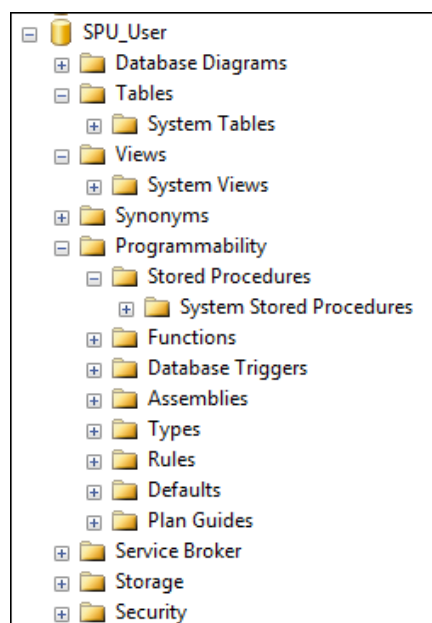 SPU_User
Database Diagrams
Tables
System Tables
Views
System Views
Synonyms
Programmability
Stored Procedures
System Stored Procedures
Functions
Database Triggers
Assemblies
Types
Rules
Defaults
Plan Guides
Service Broker
Storage
Security